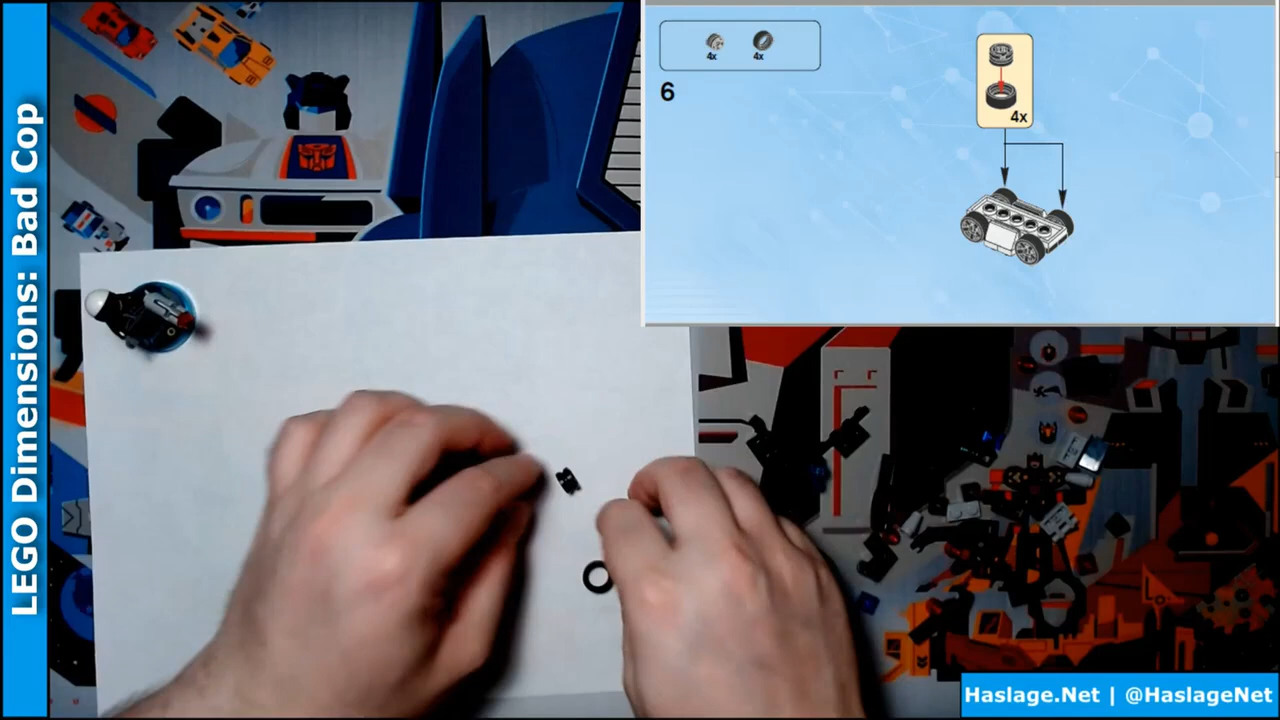 LEGO Dimensions: Bad Cop
4x 4x
6
4x
Haslage.Net | @HaslageNet